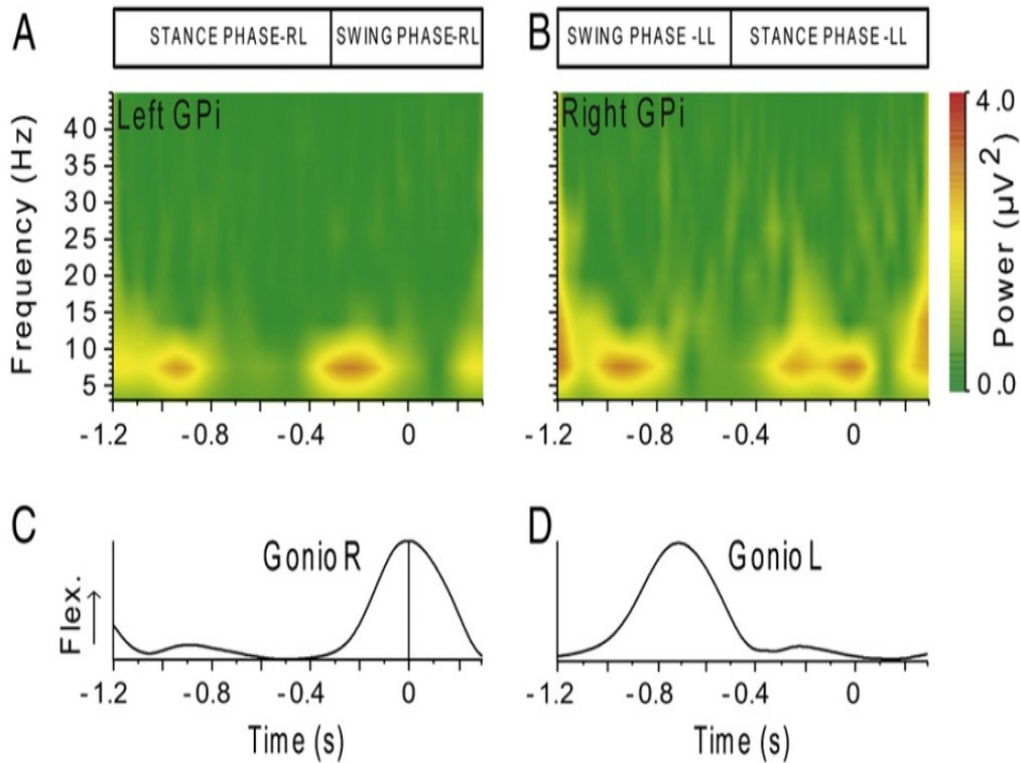 A
STANCE PHASE-RL SWING PHASE-RL
B
SWING PHASE -LL STANCE PHASE -LL
Left GPi
Frequency (Hz)
40
35
30
25
20
15
10
5
-1.2 -0.8 -0.4 0
Right GPi
-1.2 -0.8 -0.4 0
4.0
Power (µV²)
0.0
C
Gonio R
Flex. →
-1.2 -0.8 -0.4 0
Time (s)
D
Gonio L
-1.2 -0.8 -0.4 0
Time (s)